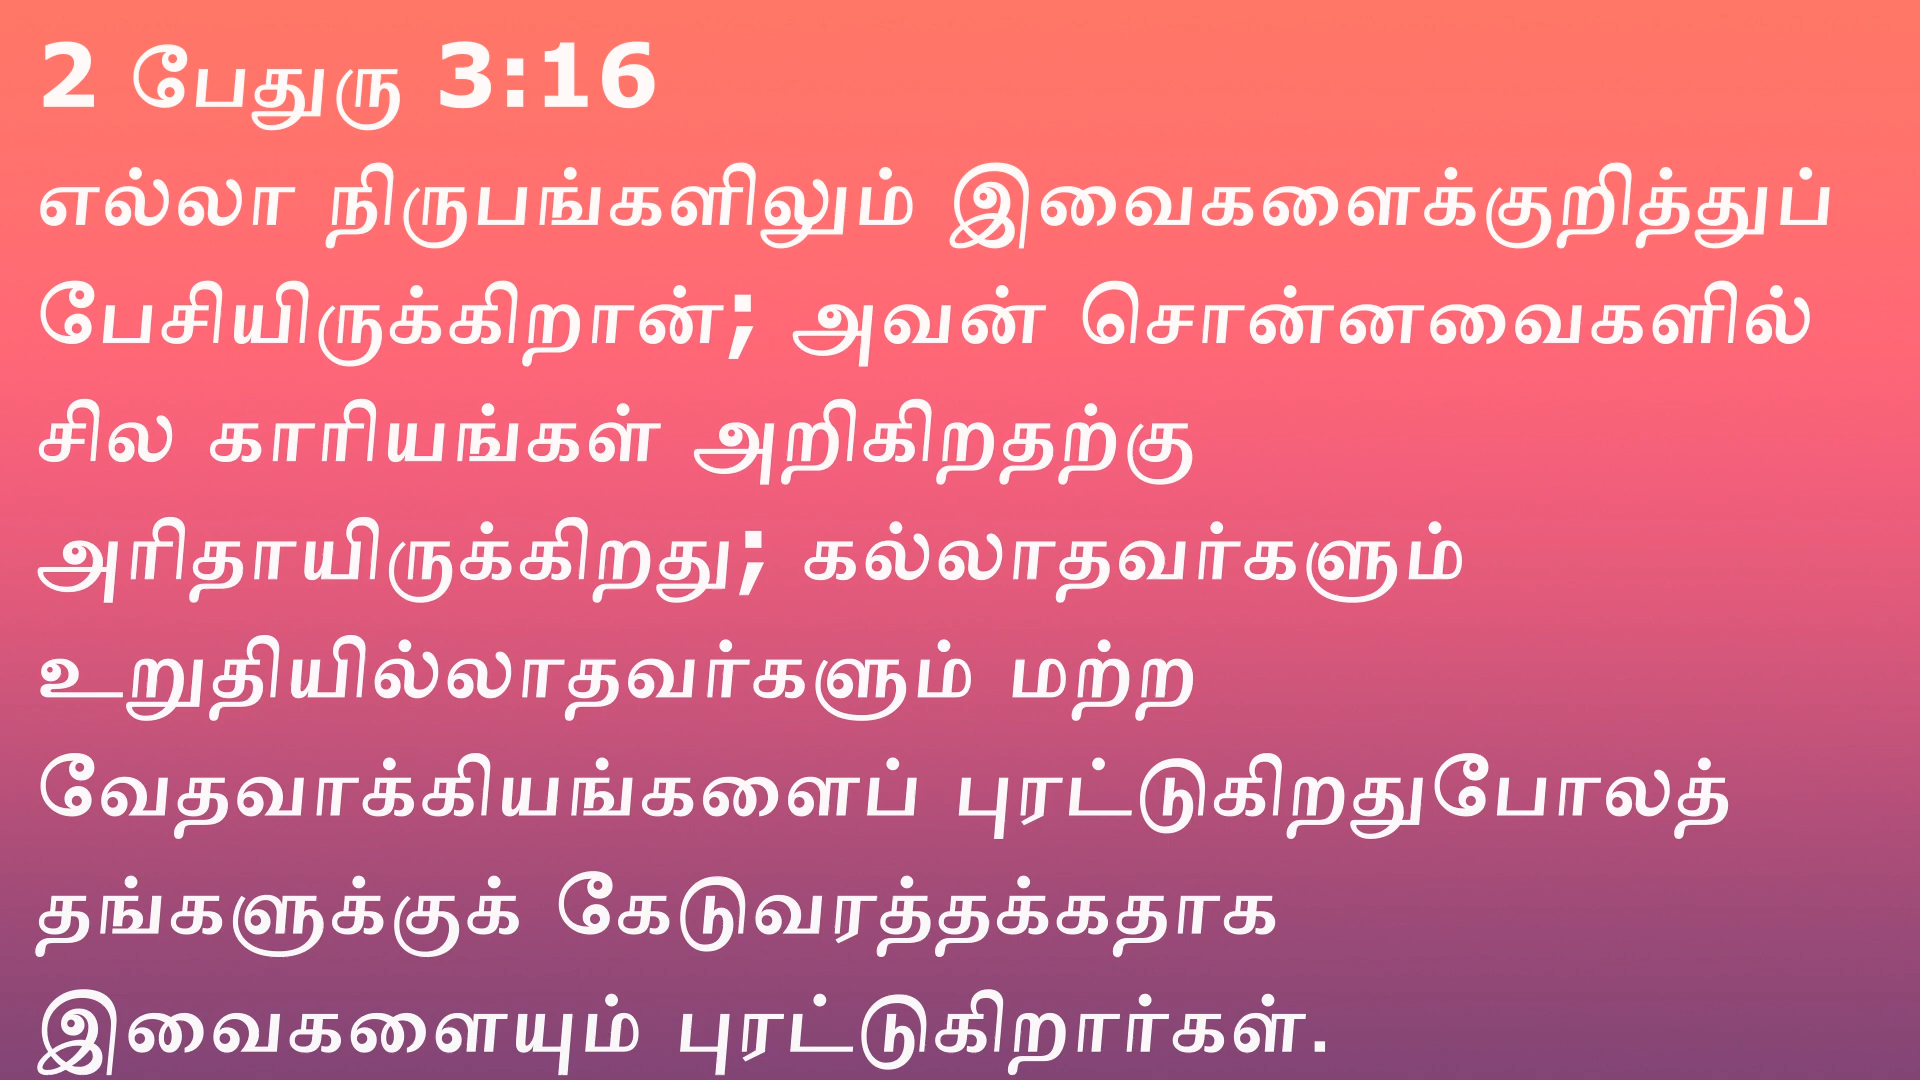 2 பேதுரு 3:16
எல்லா நிருபங்களிலும் இவைகளைக்குறித்துப்
பேசியிருக்கிறான்; அவன் சொன்னவைகளில்
சில காரியங்கள் அறிகிறதற்கு
அரிதாயிருக்கிறது; கல்லாதவர்களும்
உறுதியில்லாதவர்களும் மற்ற
வேதவாக்கியங்களைப் புரட்டுகிறதுபோலத்
தங்களுக்குக் கேடுவரத்தக்கதாக
இவைகளையும் புரட்டுகிறார்கள்.